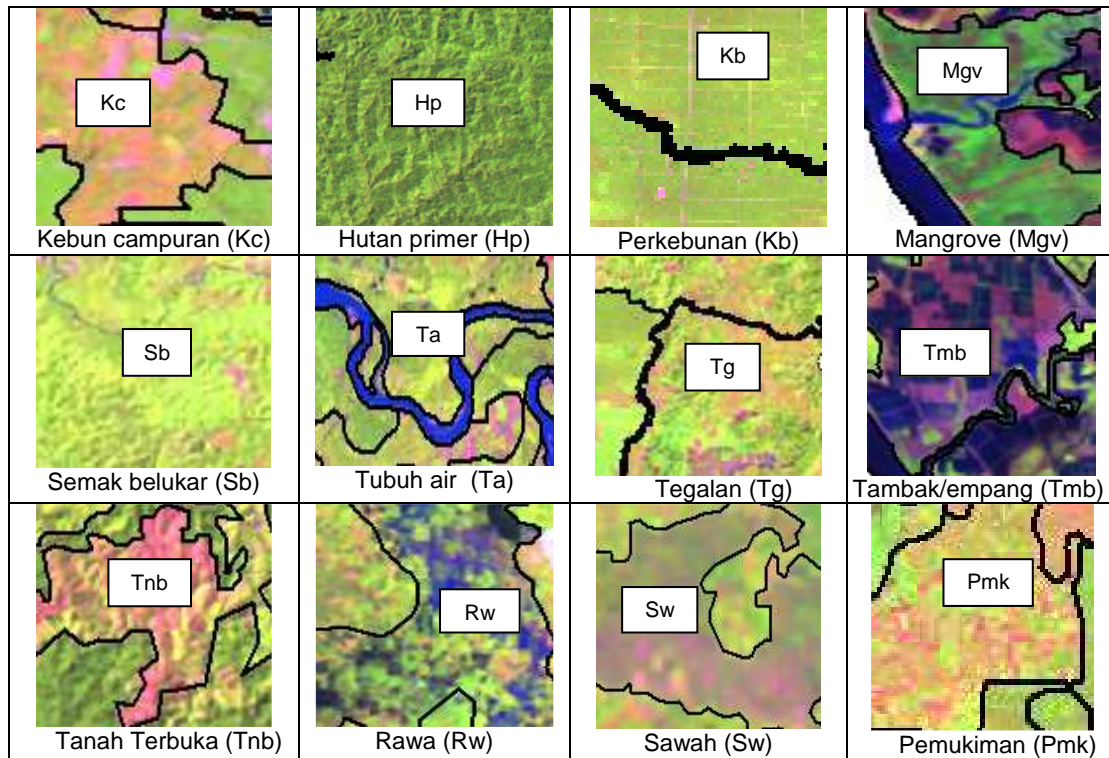 Kc
Hp
Kb
Mgv
Kebun campuran (Kc)
Hutan primer (Hp)
Perkebunan (Kb)
Mangrove (Mgv)
Sb
Ta
Tg
Tmb
Semak belukar (Sb)
Tubuh air (Ta)
Tegalan (Tg)
Tambak/empang (Tmb)
Tnb
Rw
Sw
Pmk
Tanah Terbuka (Tnb)
Rawa (Rw)
Sawah (Sw)
Pemukiman (Pmk)